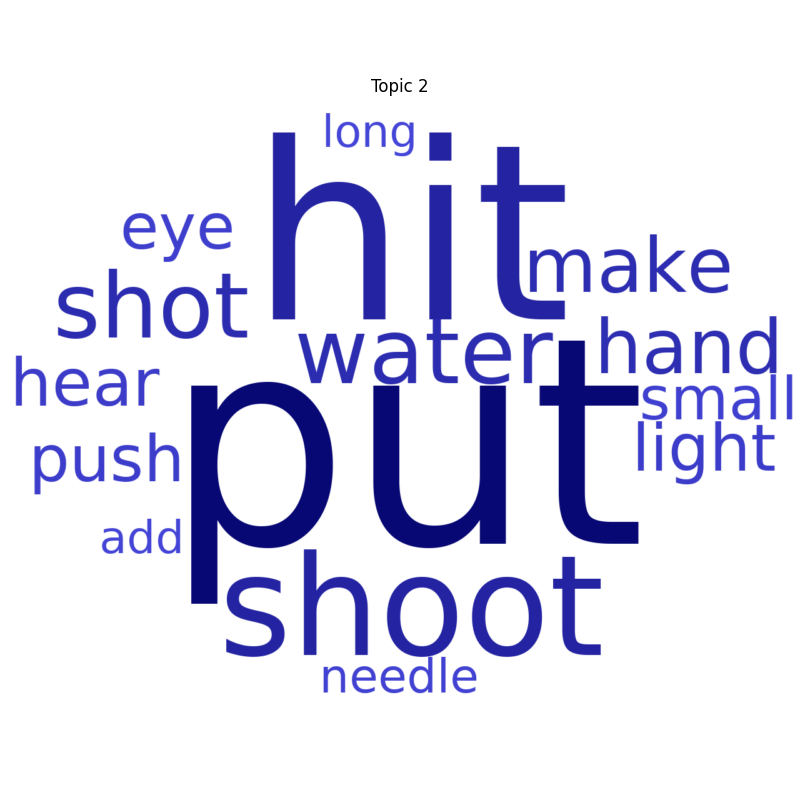 Topic 2
long
hit
eye
make
shot
water
hand
hear
small
put
light
push
add
shoot
needle